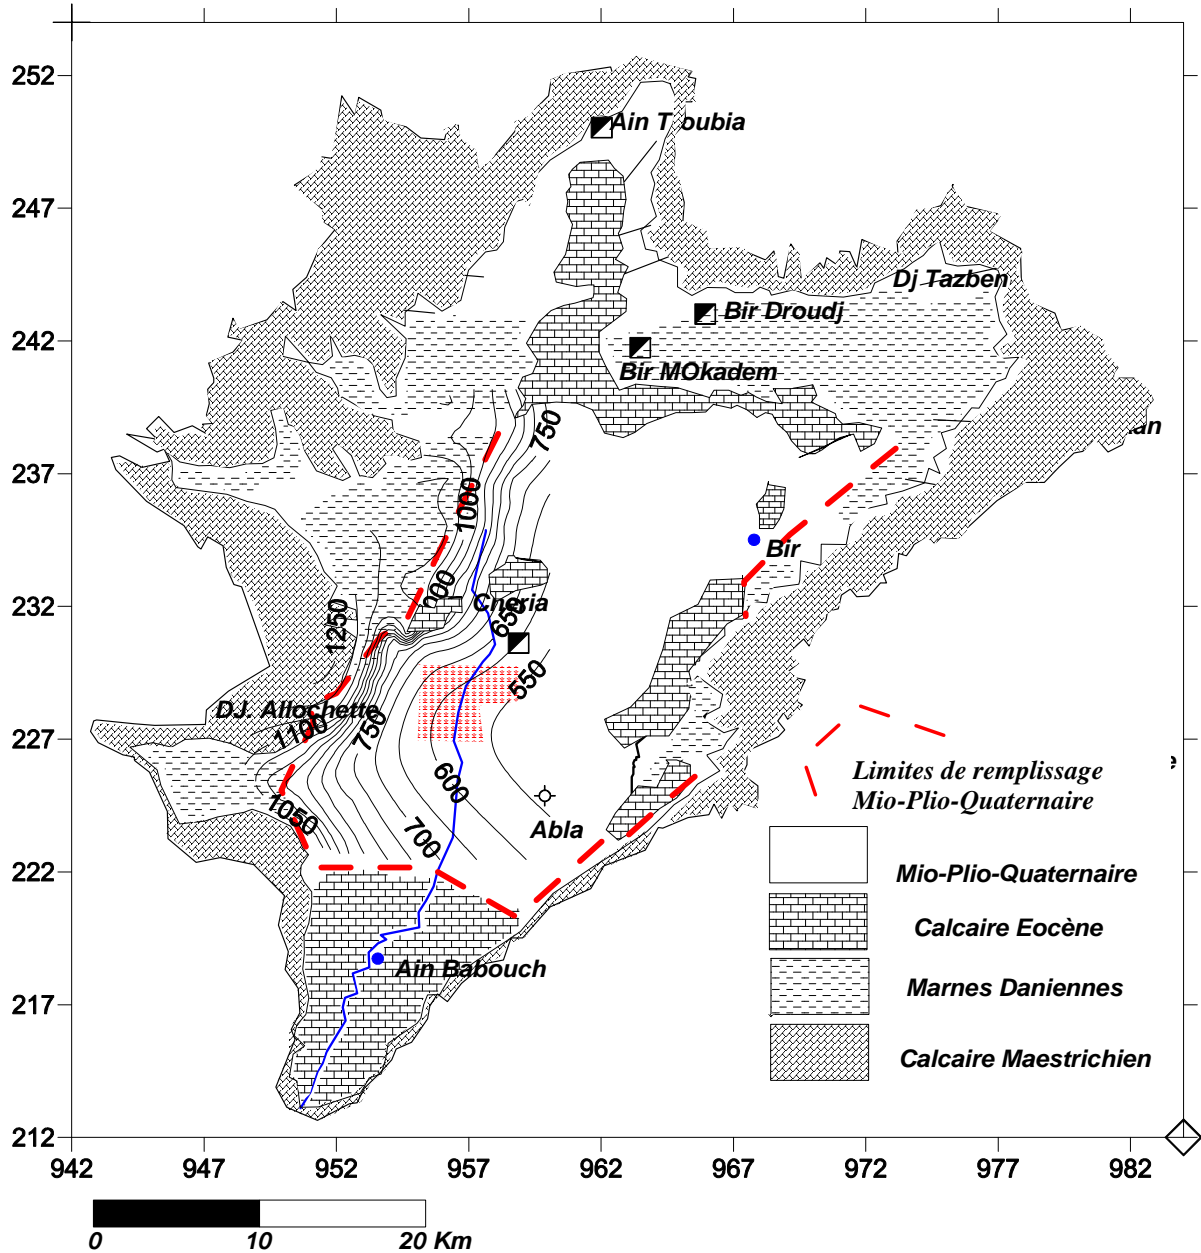 252
Ain Troubia
247
Dj Tazben
Bir Droudj
242
Bir MOkadem
750
237
1000
Bir
232
Cheria
650
1250
550
DJ. Allochette
1100
750
227
Limites de remplissage
Mio-Plio-Quaternaire
600
1050
Abla
700
222
Mio-Plio-Quaternaire
Calcaire Eocène
Ain Babouch
Marnes Daniennes
217
Calcaire Maestrichien
212
942 947 952 957 962 967 972 977 982
0 10 20 Km